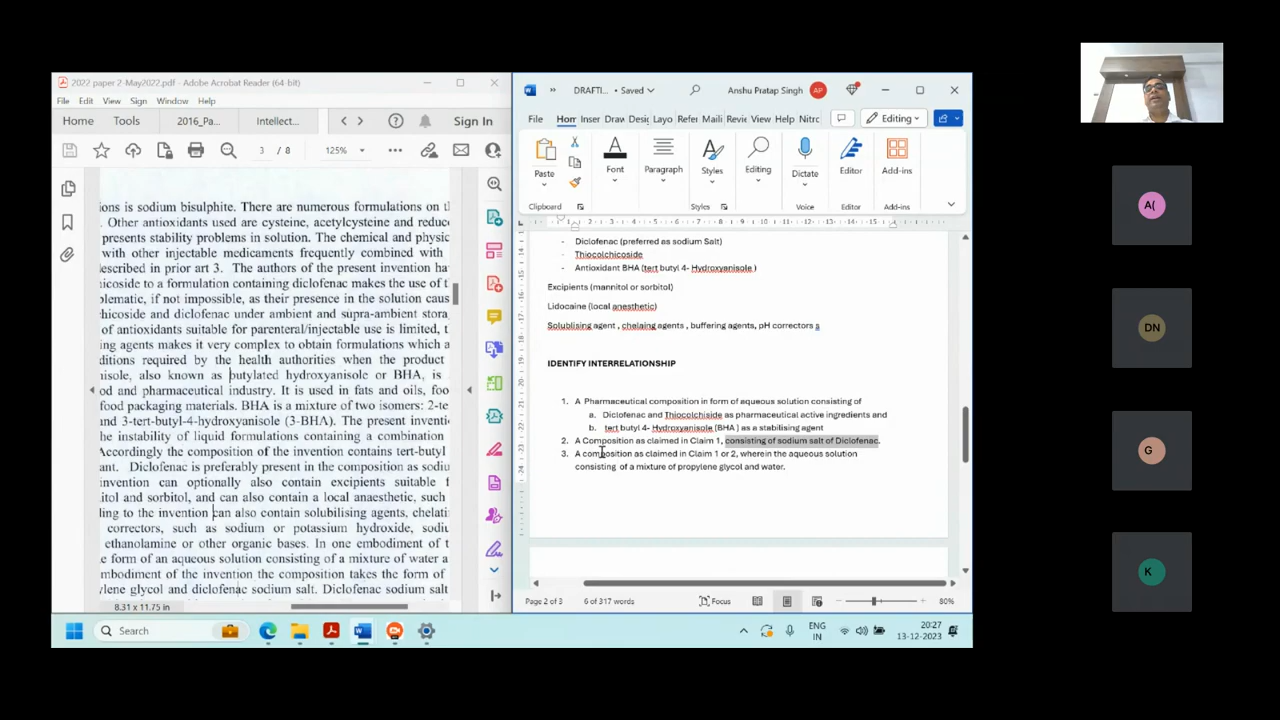 2022 paper 2-May2022.pdf - Adobe Acrobat Reader (64-bit)
File Edit View Sign Window Help
Home Tools 2016_Pa... Intellect... Sign In
3 / 8 125%
ions is sodium bisulphite. There are numerous formulations on tl
. Other antioxidants used are cysteine, acetylcysteine and reduce
presents stability problems in solution. The chemical and physic
with other injectable medicaments frequently combined with
escribed in prior art 3. The authors of the present invention ha
icoside to a formulation containing diclofenac makes the use of t
lematic, if not impossible, as their presence in the solution caus
hicoside and diclofenac under ambient and supra-ambient stora
of antioxidants suitable for parenteral/injectable use is limited, t
ing agents makes it very complex to obtain formulations which a
ditions required by the health authorities when the product
nisole, also known as butylated hydroxyanisole or BHA, is
od and pharmaceutical industry. It is used in fats and oils, foo
food packaging materials. BHA is a mixture of two isomers: 2-te
and 3-tert-butyl-4-hydroxyanisole (3-BHA). The present inventi
the instability of liquid formulations containing a combination
Accordingly the composition of the invention contains tert-butyl
ant. Diclofenac is preferably present in the composition as sodiu
invention can optionally also contain excipients suitable f
itol and sorbitol, and can also contain a local anaesthetic, such
ling to the invention can also contain solubilising agents, chelati
correctors, such as sodium or potassium hydroxide, sodiu
ethanolamine or other organic bases. In one embodiment of t
e form of an aqueous solution consisting of a mixture of water a
mbodiment of the invention the composition takes the form of
ylene glycol and diclofenac sodium salt. Diclofenac sodium salt
8.31 x 11.75 in
DRAFTI... • Saved Anshu Pratap Singh AP
File Hom Inser Draw Desig Layo Refer Maili Revie View Help Nitro Editing
Paste Font Paragraph Styles Editing Dictate Editor Add-ins
Clipboard Styles Voice Editor Add-ins
- Diclofenac (preferred as sodium Salt)
- Thiocolchicoside
- Antioxidant BHA (tert butyl 4- Hydroxyanisole )
Excipients (mannitol or sorbitol)
Lidocaine (local anesthetic)
Solublising agent , chelaing agents , buffering agents, pH correctors s
IDENTIFY INTERRELATIONSHIP
1. A Pharmaceutical composition in form of aqueous solution consisting of
a. Diclofenac and Thiocolchiside as pharmaceutical active ingredients and
b. tert butyl 4- Hydroxyanisole (BHA ) as a stabilising agent
2. A Composition as claimed in Claim 1, consisting of sodium salt of Diclofenac.
3. A composition as claimed in Claim 1 or 2, wherein the aqueous solution
consisting of a mixture of propylene glycol and water.
Page 2 of 3 6 of 317 words Focus 80%
Search ENG IN 20:27 13-12-2023
A(
DN
G
K